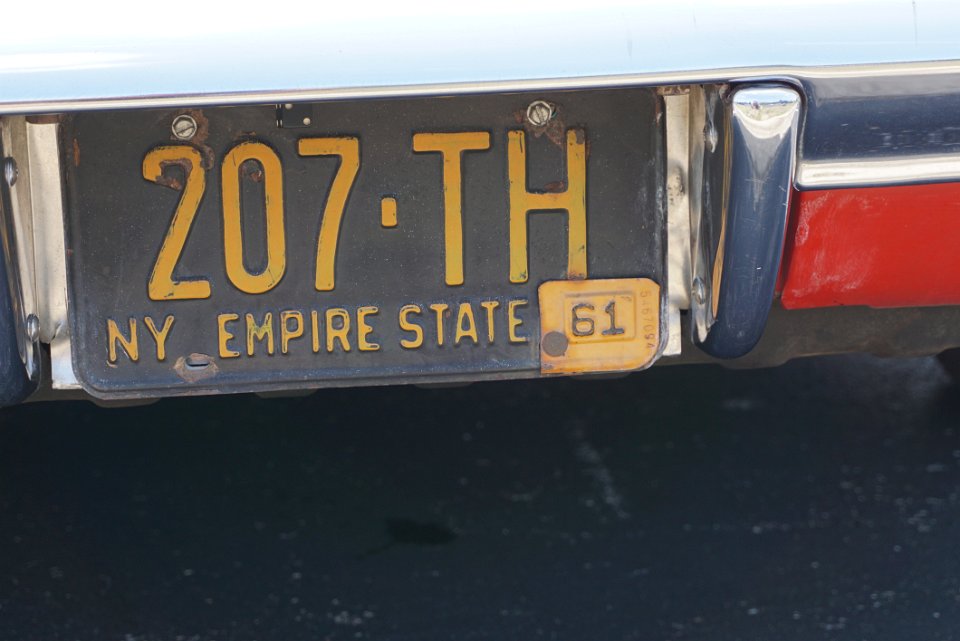 207·TH
NY EMPIRE STATE
61